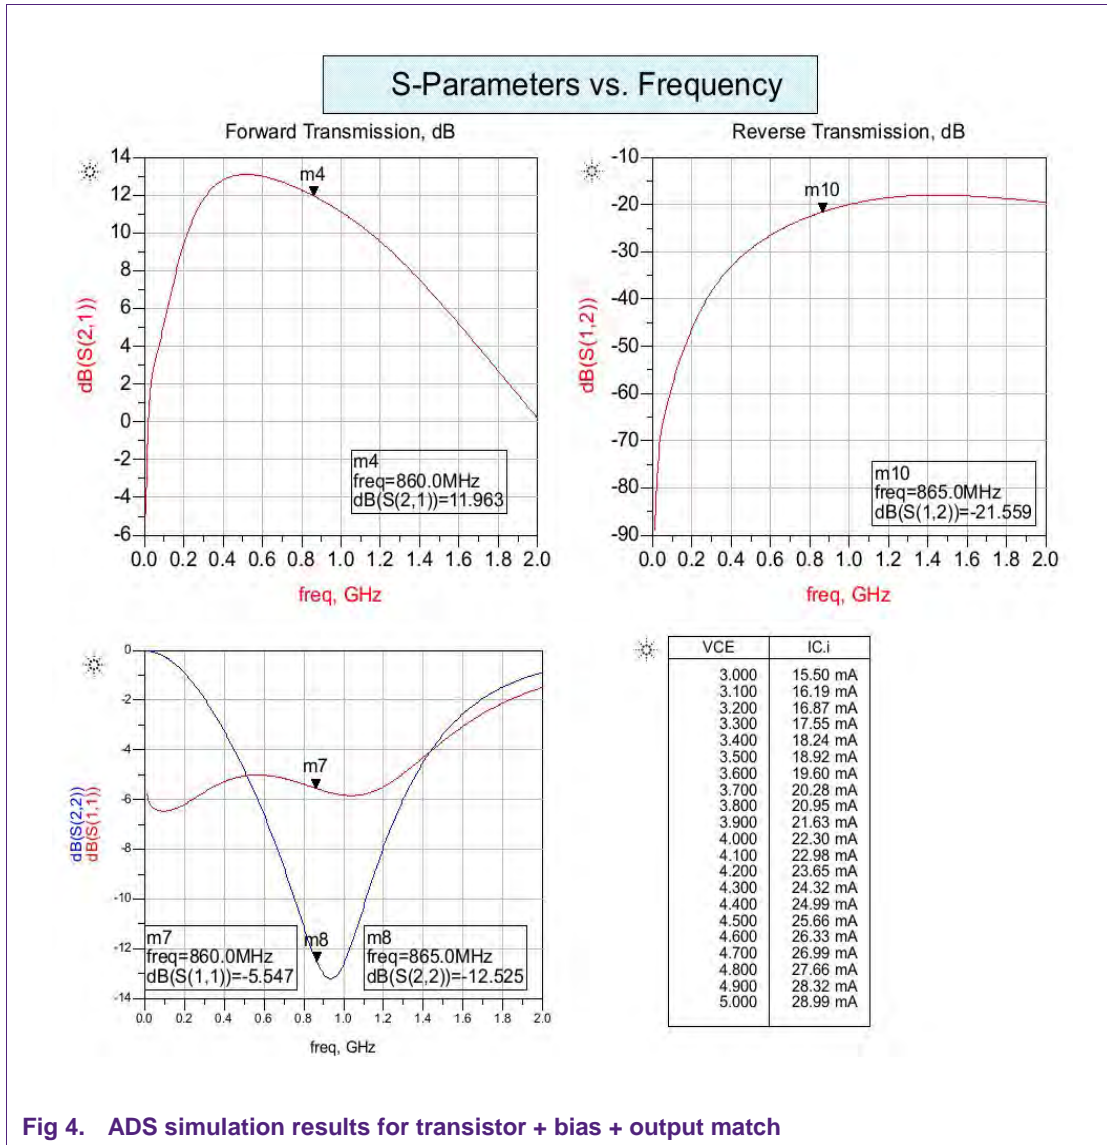 S-Parameters vs. Frequency
Forward Transmission, dB
14
12
10
8
6
4
2
0
-2
-4
-6
dB(S(2,1))
m4
m4
freq=860.0MHz
dB(S(2,1))=11.963
0.0 0.2 0.4 0.6 0.8 1.0 1.2 1.4 1.6 1.8 2.0
freq, GHz
Reverse Transmission, dB
-10
-20
-30
-40
-50
-60
-70
-80
-90
dB(S(1,2))
m10
m10
freq=865.0MHz
dB(S(1,2))=-21.559
0.0 0.2 0.4 0.6 0.8 1.0 1.2 1.4 1.6 1.8 2.0
freq, GHz
0
-2
-4
-6
-8
-10
-12
-14
dB(S(2,2))
dB(S(1,1))
m7
m8
m7
freq=860.0MHz
dB(S(1,1))=-5.547
m8
freq=865.0MHz
dB(S(2,2))=-12.525
0.0 0.2 0.4 0.6 0.8 1.0 1.2 1.4 1.6 1.8 2.0
freq, GHz
VCE IC.i
3.000 15.50 mA
3.100 16.19 mA
3.200 16.87 mA
3.300 17.55 mA
3.400 18.24 mA
3.500 18.92 mA
3.600 19.60 mA
3.700 20.28 mA
3.800 20.95 mA
3.900 21.63 mA
4.000 22.30 mA
4.100 22.98 mA
4.200 23.65 mA
4.300 24.32 mA
4.400 24.99 mA
4.500 25.66 mA
4.600 26.33 mA
4.700 26.99 mA
4.800 27.66 mA
4.900 28.32 mA
5.000 28.99 mA
Fig 4. ADS simulation results for transistor + bias + output match